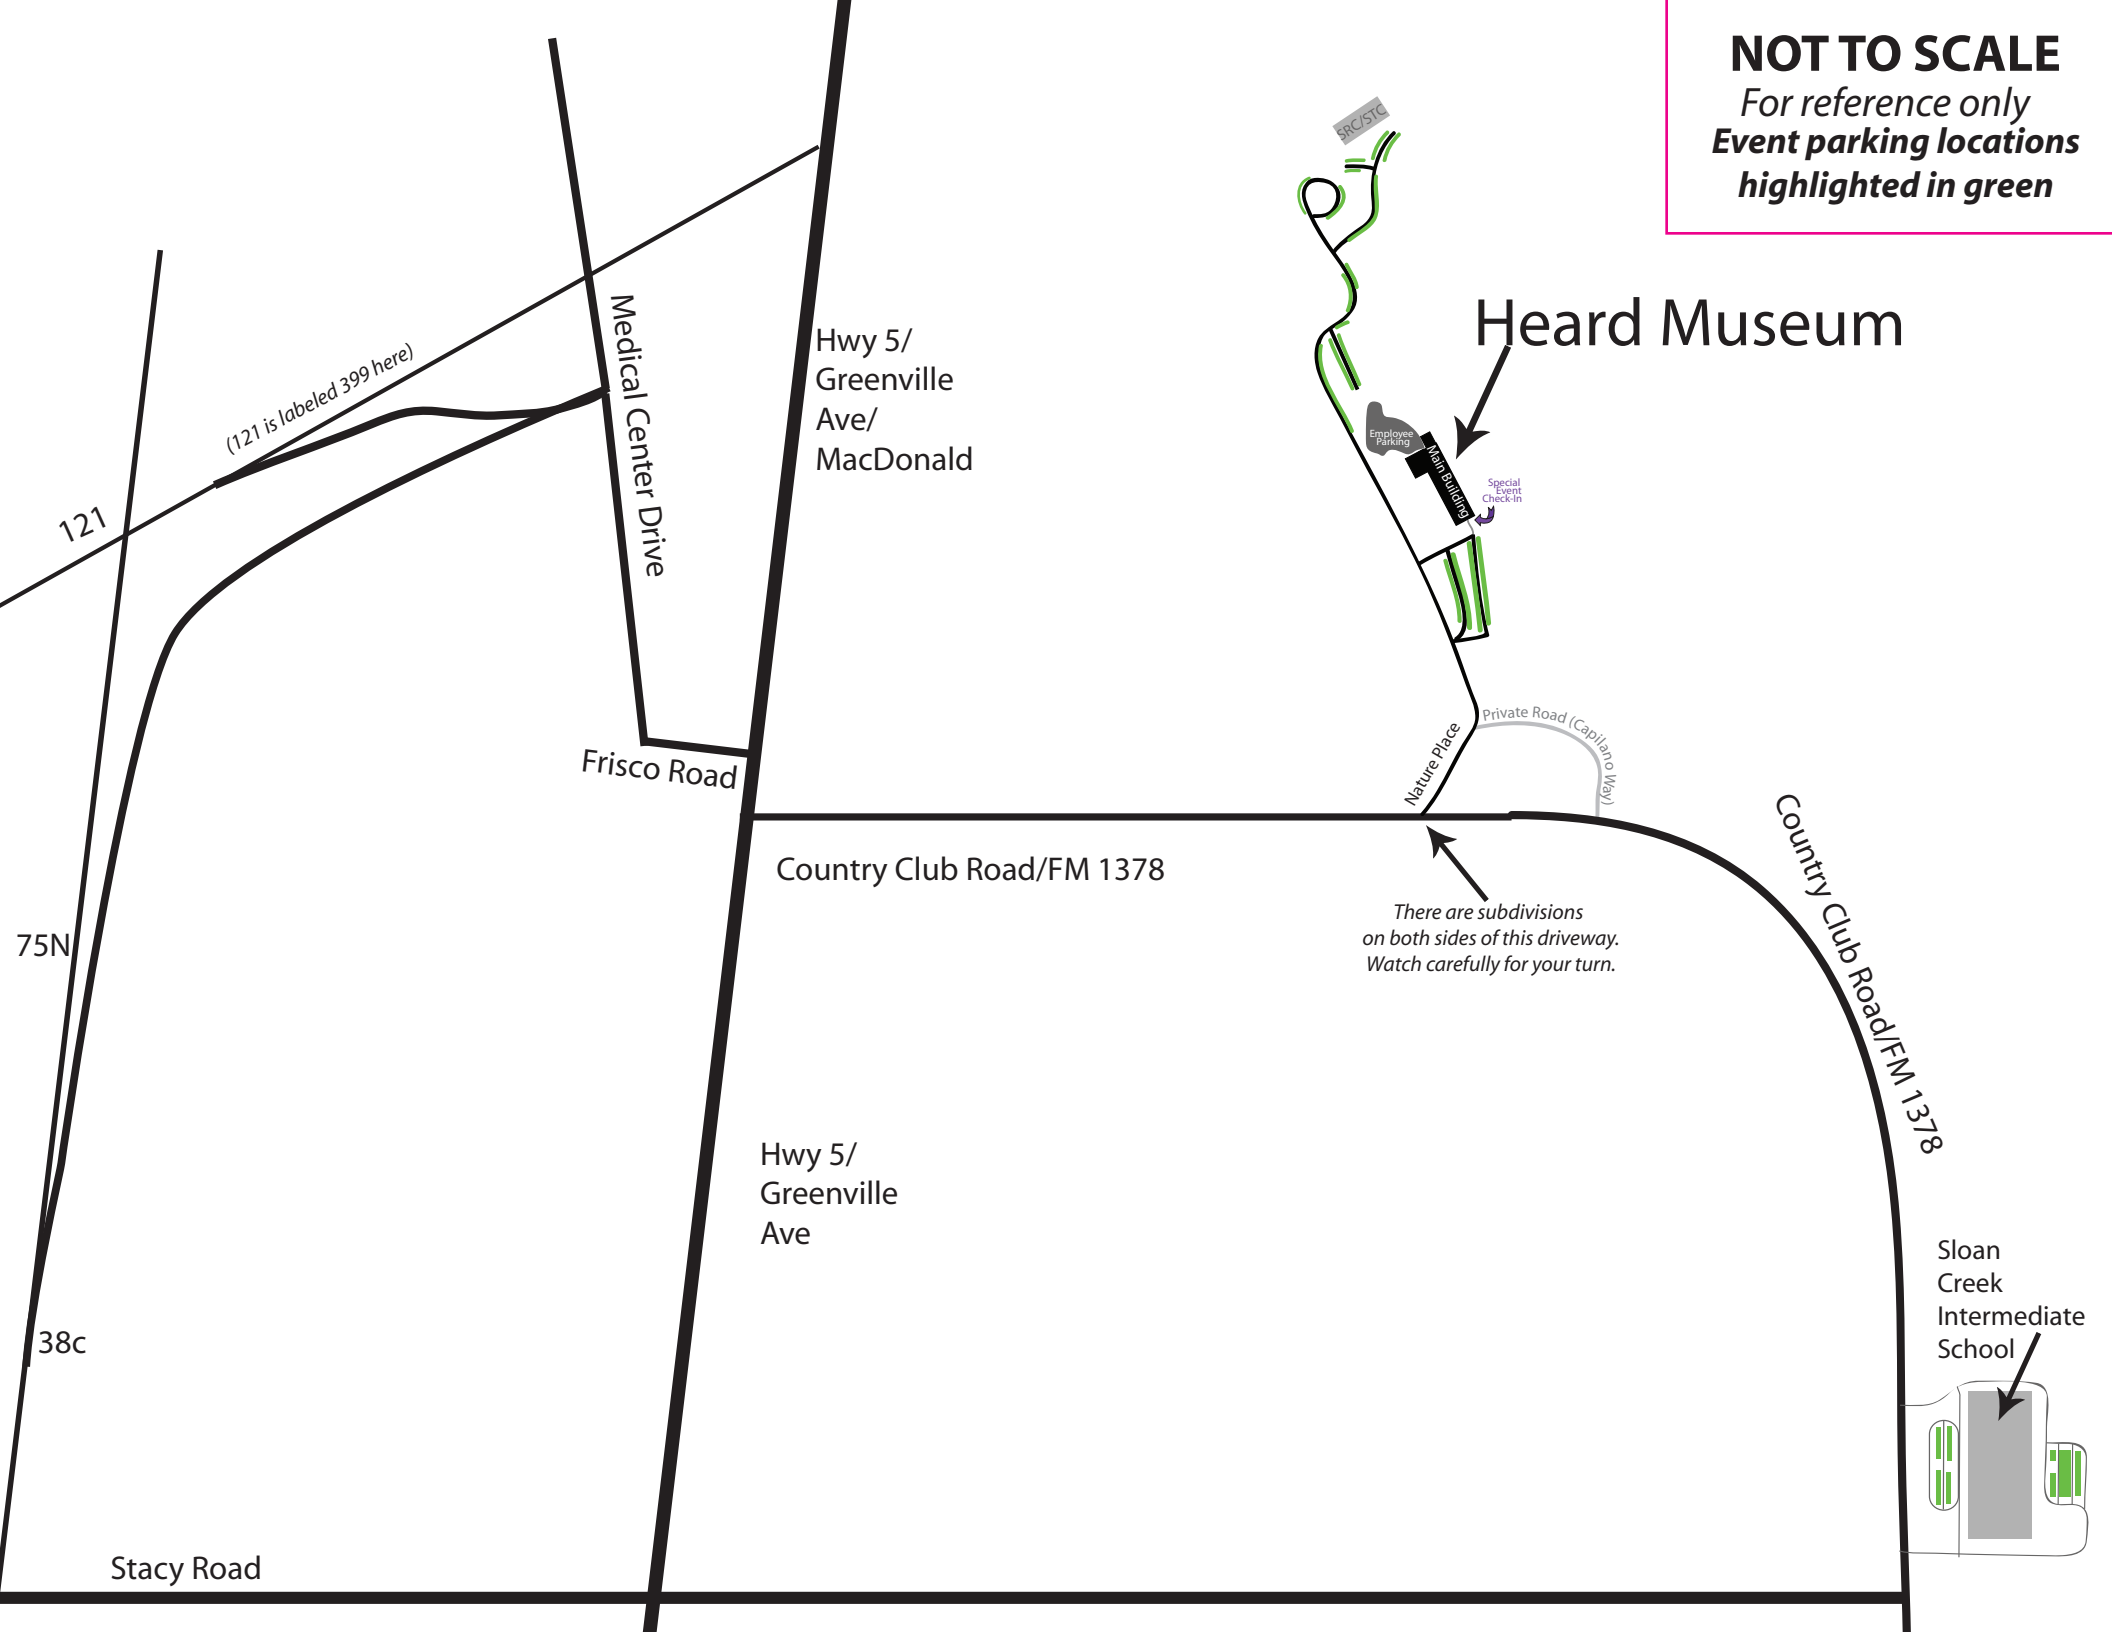 NOT TO SCALE
For reference only
Event parking locations
highlighted in green
SRC/STC
Heard Museum
Medical Center Drive
Hwy 5/
Greenville
Ave/
MacDonald
(121 is labeled 399 here)
121
Employee
Parking
Main Building
Special
Event
Check-In
Frisco Road
Nature Place
Private Road (Capilano Way)
Country Club Road/FM 1378
Country Club Road/FM 1378
There are subdivisions
on both sides of this driveway.
Watch carefully for your turn.
75N
Hwy 5/
Greenville
Ave
Sloan
Creek
Intermediate
School
38c
Stacy Road